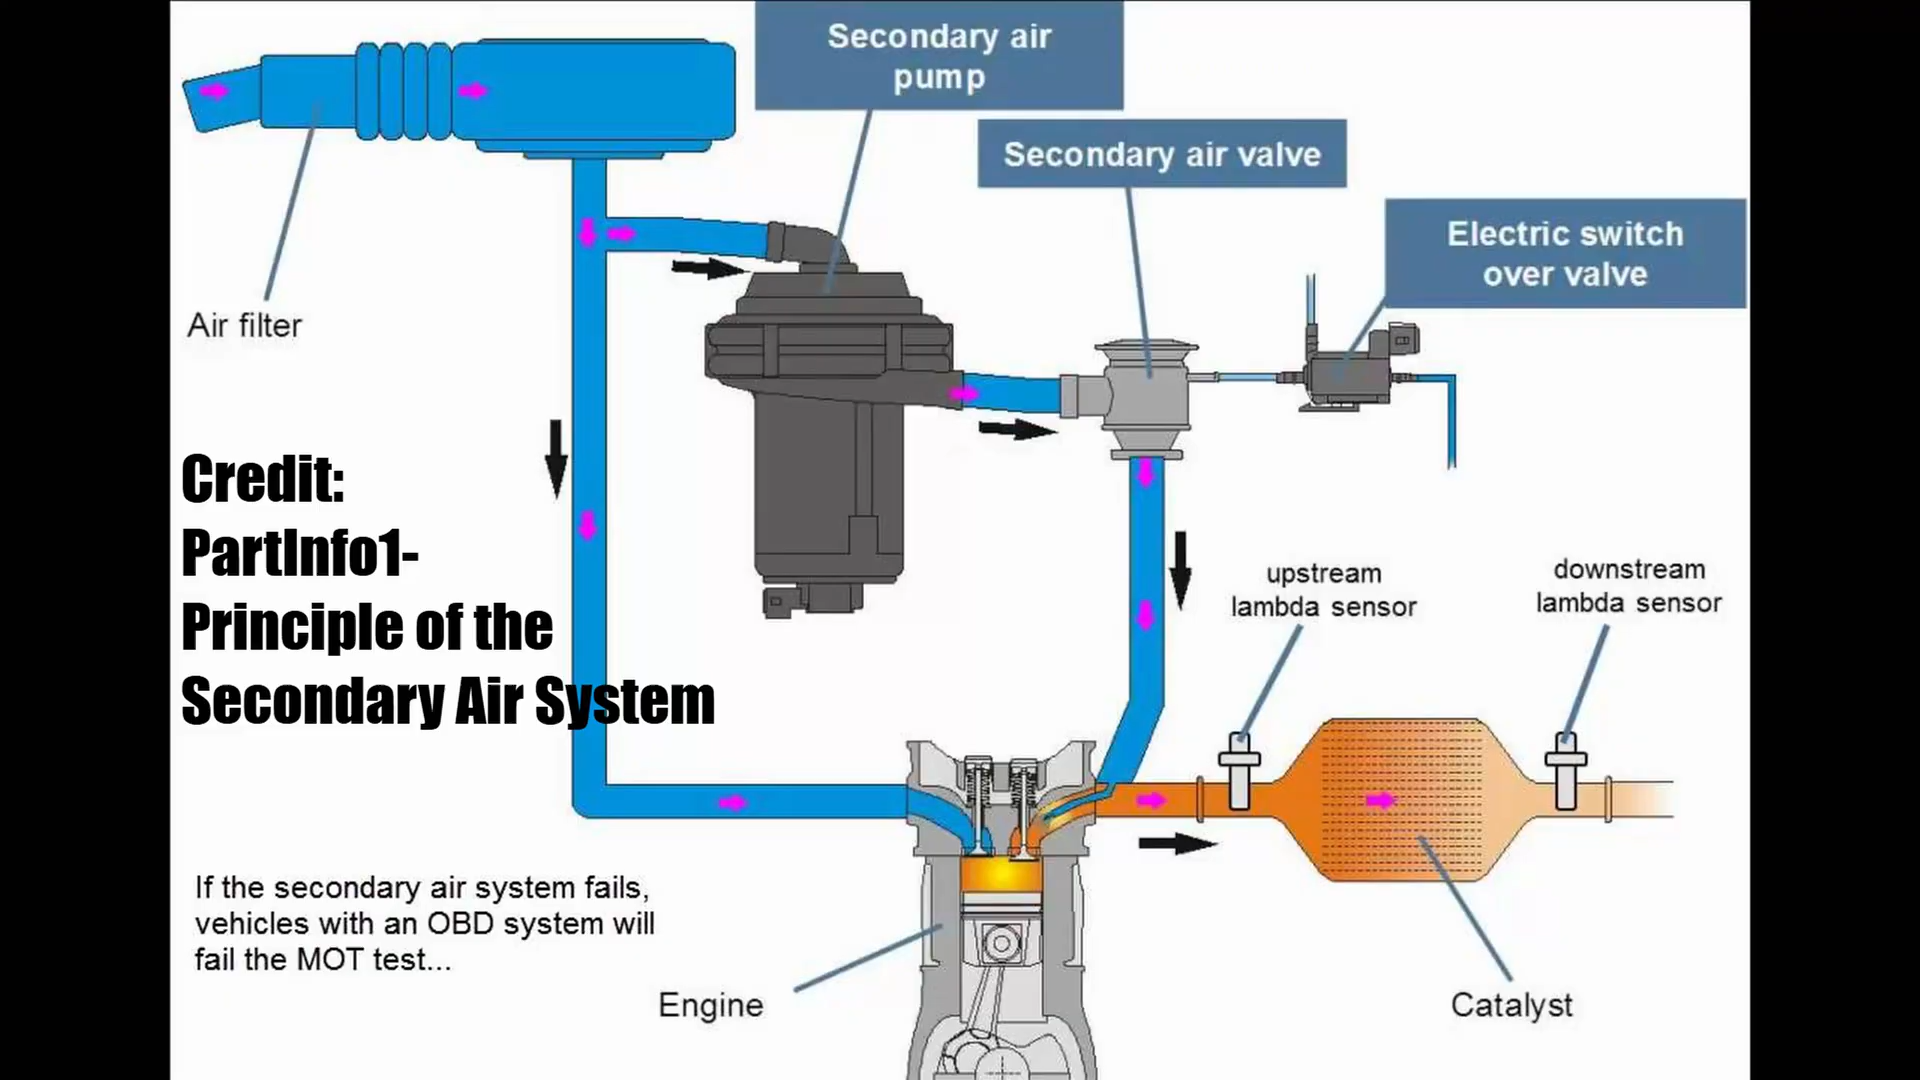 Secondary air
pump
Secondary air valve
Electric switch
over valve
Air filter
Credit:
PartInfo1-
Principle of the
Secondary Air System
upstream
lambda sensor
downstream
lambda sensor
If the secondary air system fails,
vehicles with an OBD system will
fail the MOT test...
Engine
Catalyst